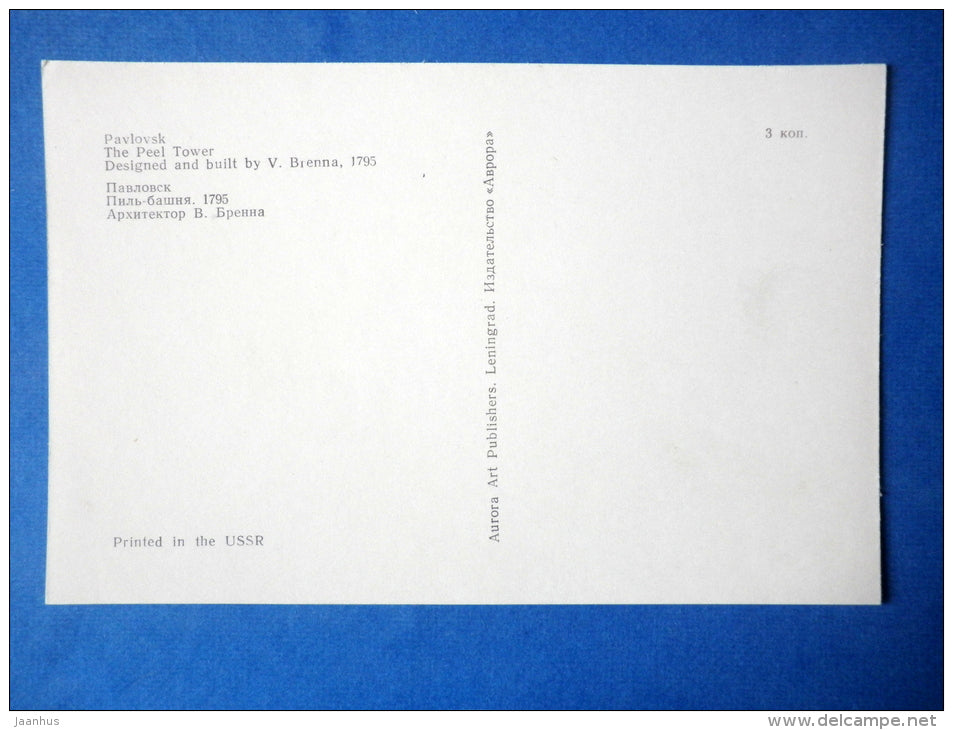 Pavlovsk
The Peel Tower
Designed and built by V. Brenna, 1795
Павловск
Пиль-башня. 1795
Архитектор В. Бренна
Printed in the USSR
Aurora Art Publishers. Leningrad. Издательство «Аврора»
3 коп.
jaanhus
www.delcampe.net